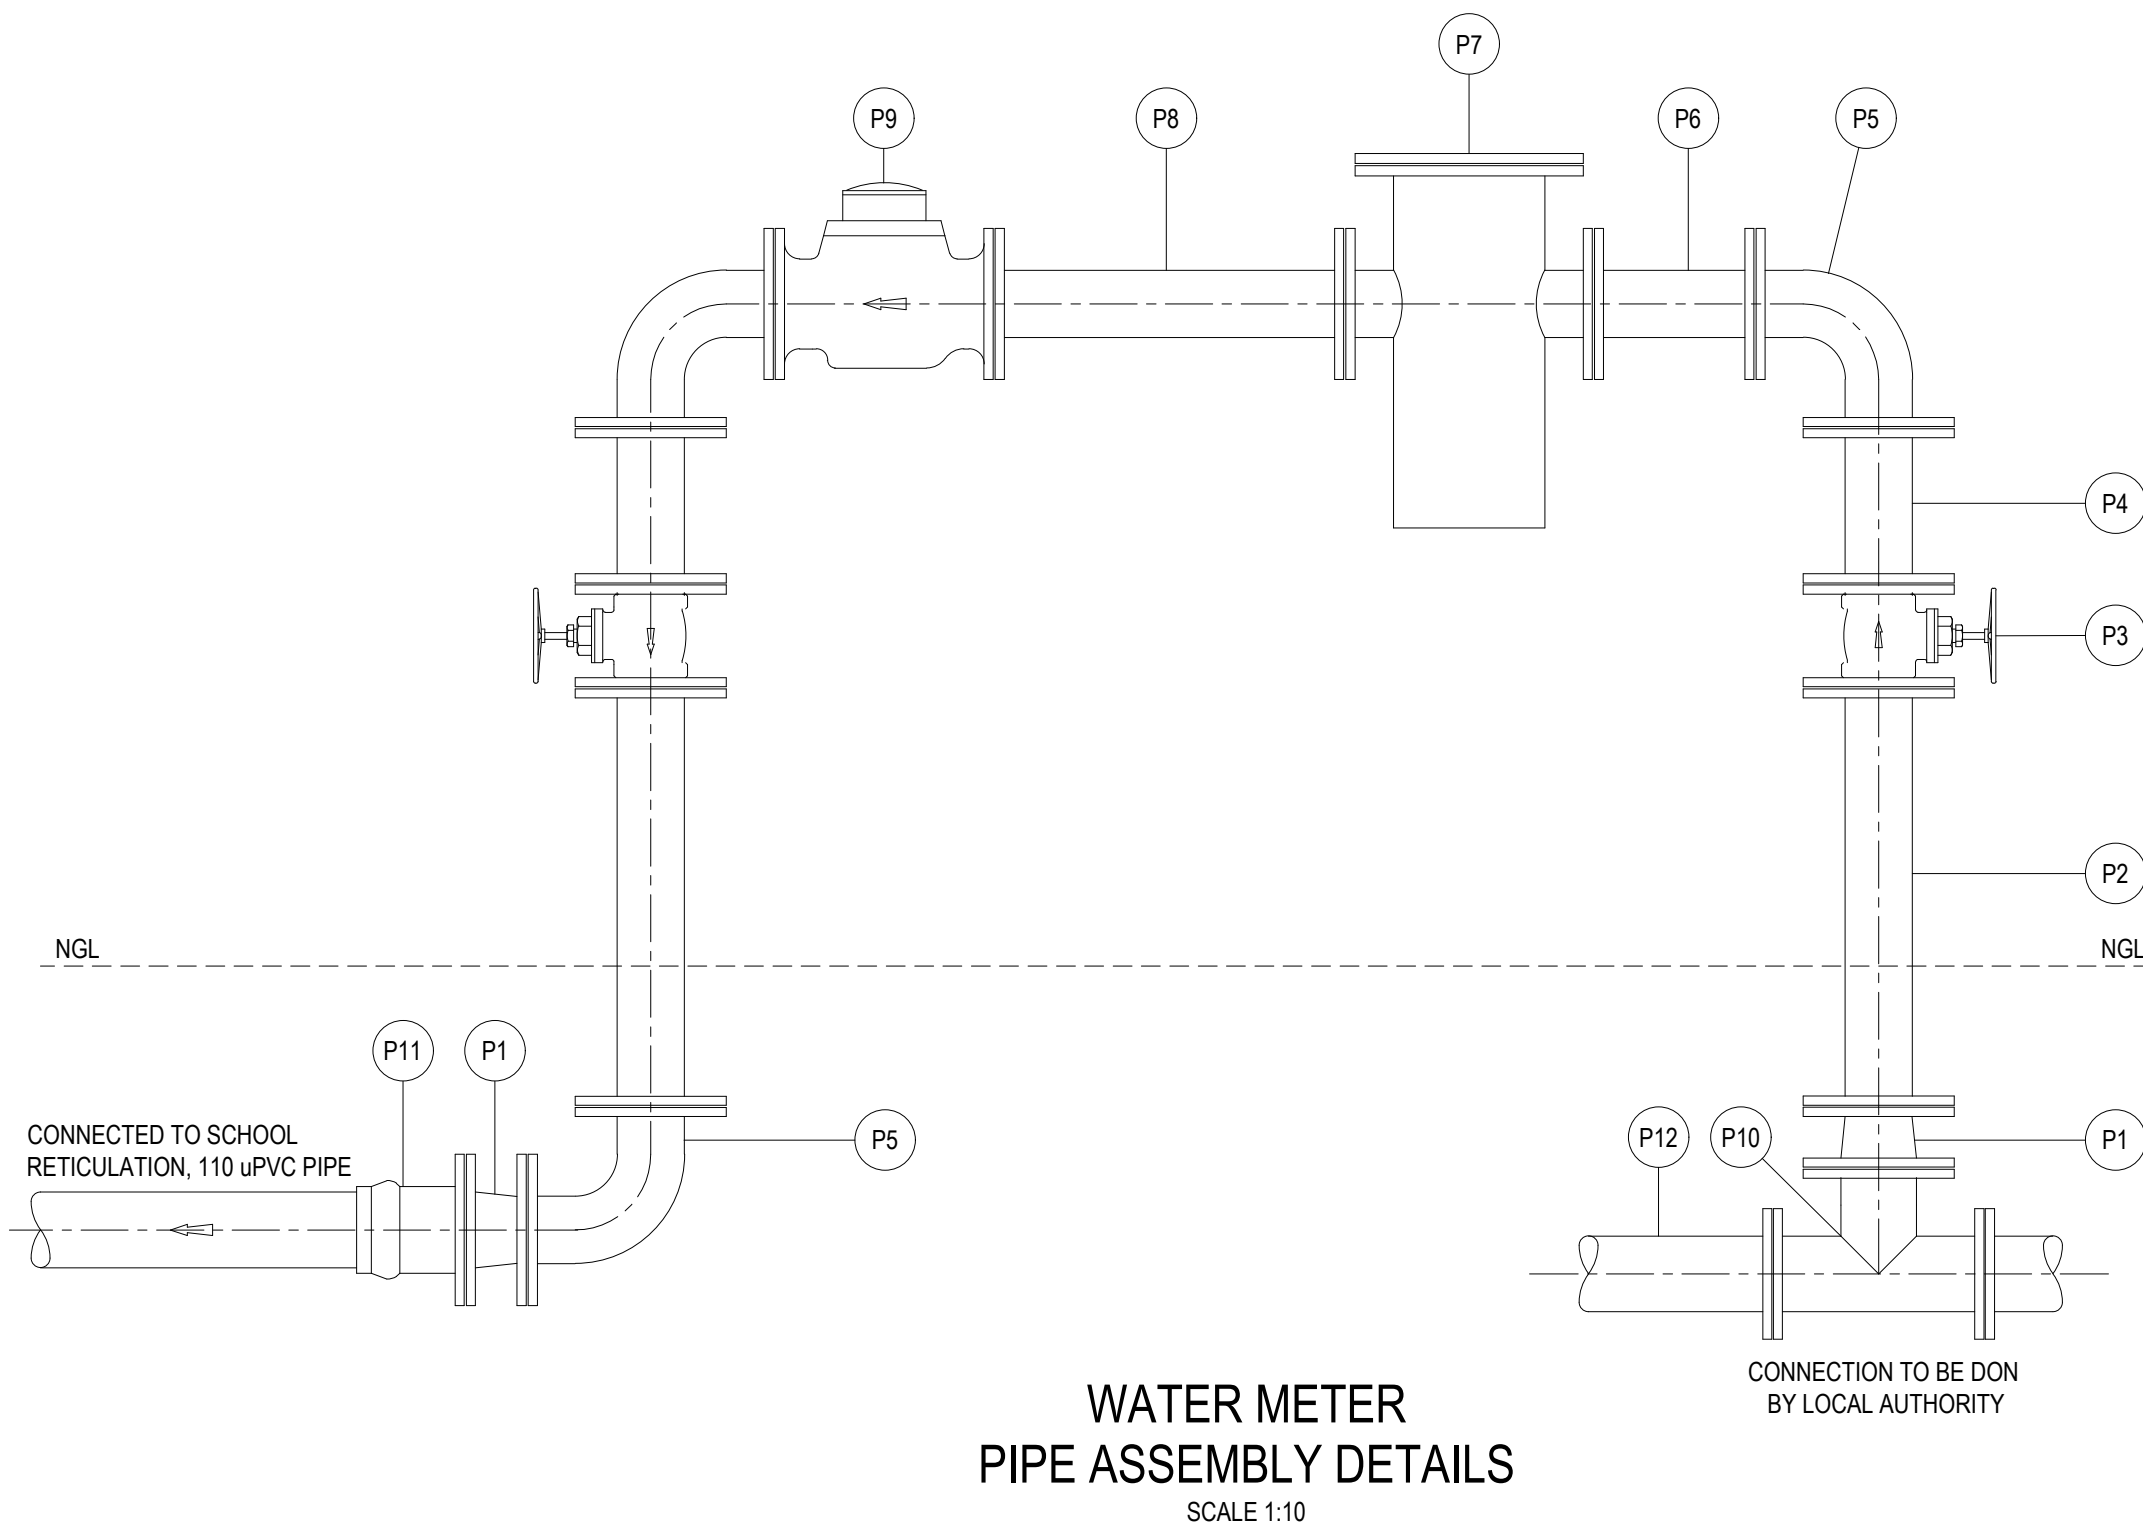 P7
P9
P8
P6
P5
P4
P3
P2
NGL
NGL
P11
P1
CONNECTED TO SCHOOL
RETICULATION, 110 uPVC PIPE
P5
P12
P10
P1
CONNECTION TO BE DON
BY LOCAL AUTHORITY
WATER METER
PIPE ASSEMBLY DETAILS
SCALE 1:10